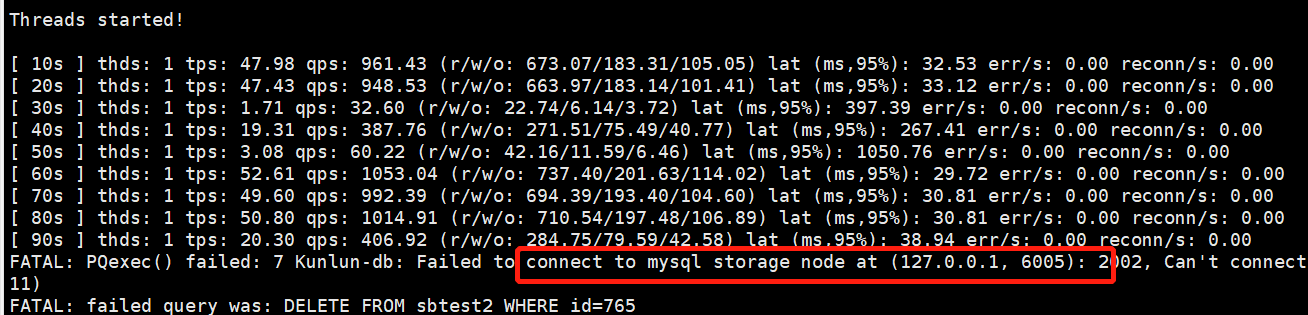 Threads started!
[ 10s ] thds: 1 tps: 47.98 qps: 961.43 (r/w/o: 673.07/183.31/105.05) lat (ms,95%): 32.53 err/s: 0.00 reconn/s: 0.00
[ 20s ] thds: 1 tps: 47.43 qps: 948.53 (r/w/o: 663.97/183.14/101.41) lat (ms,95%): 33.12 err/s: 0.00 reconn/s: 0.00
[ 30s ] thds: 1 tps: 1.71 qps: 32.60 (r/w/o: 22.74/6.14/3.72) lat (ms,95%): 397.39 err/s: 0.00 reconn/s: 0.00
[ 40s ] thds: 1 tps: 19.31 qps: 387.76 (r/w/o: 271.51/75.49/40.77) lat (ms,95%): 267.41 err/s: 0.00 reconn/s: 0.00
[ 50s ] thds: 1 tps: 3.08 qps: 60.22 (r/w/o: 42.16/11.59/6.46) lat (ms,95%): 1050.76 err/s: 0.00 reconn/s: 0.00
[ 60s ] thds: 1 tps: 52.61 qps: 1053.04 (r/w/o: 737.40/201.63/114.02) lat (ms,95%): 29.72 err/s: 0.00 reconn/s: 0.00
[ 70s ] thds: 1 tps: 49.60 qps: 992.39 (r/w/o: 694.39/193.40/104.60) lat (ms,95%): 30.81 err/s: 0.00 reconn/s: 0.00
[ 80s ] thds: 1 tps: 50.80 qps: 1014.91 (r/w/o: 710.54/197.48/106.89) lat (ms,95%): 30.81 err/s: 0.00 reconn/s: 0.00
[ 90s ] thds: 1 tps: 20.30 qps: 406.92 (r/w/o: 284.75/79.59/42.58) lat (ms,95%): 38.94 err/s: 0.00 reconn/s: 0.00
FATAL: PQexec() failed: 7 Kunlun-db: Failed to connect to mysql storage node at (127.0.0.1, 6005): 2002, Can't connect
11)
FATAL: failed query was: DELETE FROM sbtest2 WHERE id=765